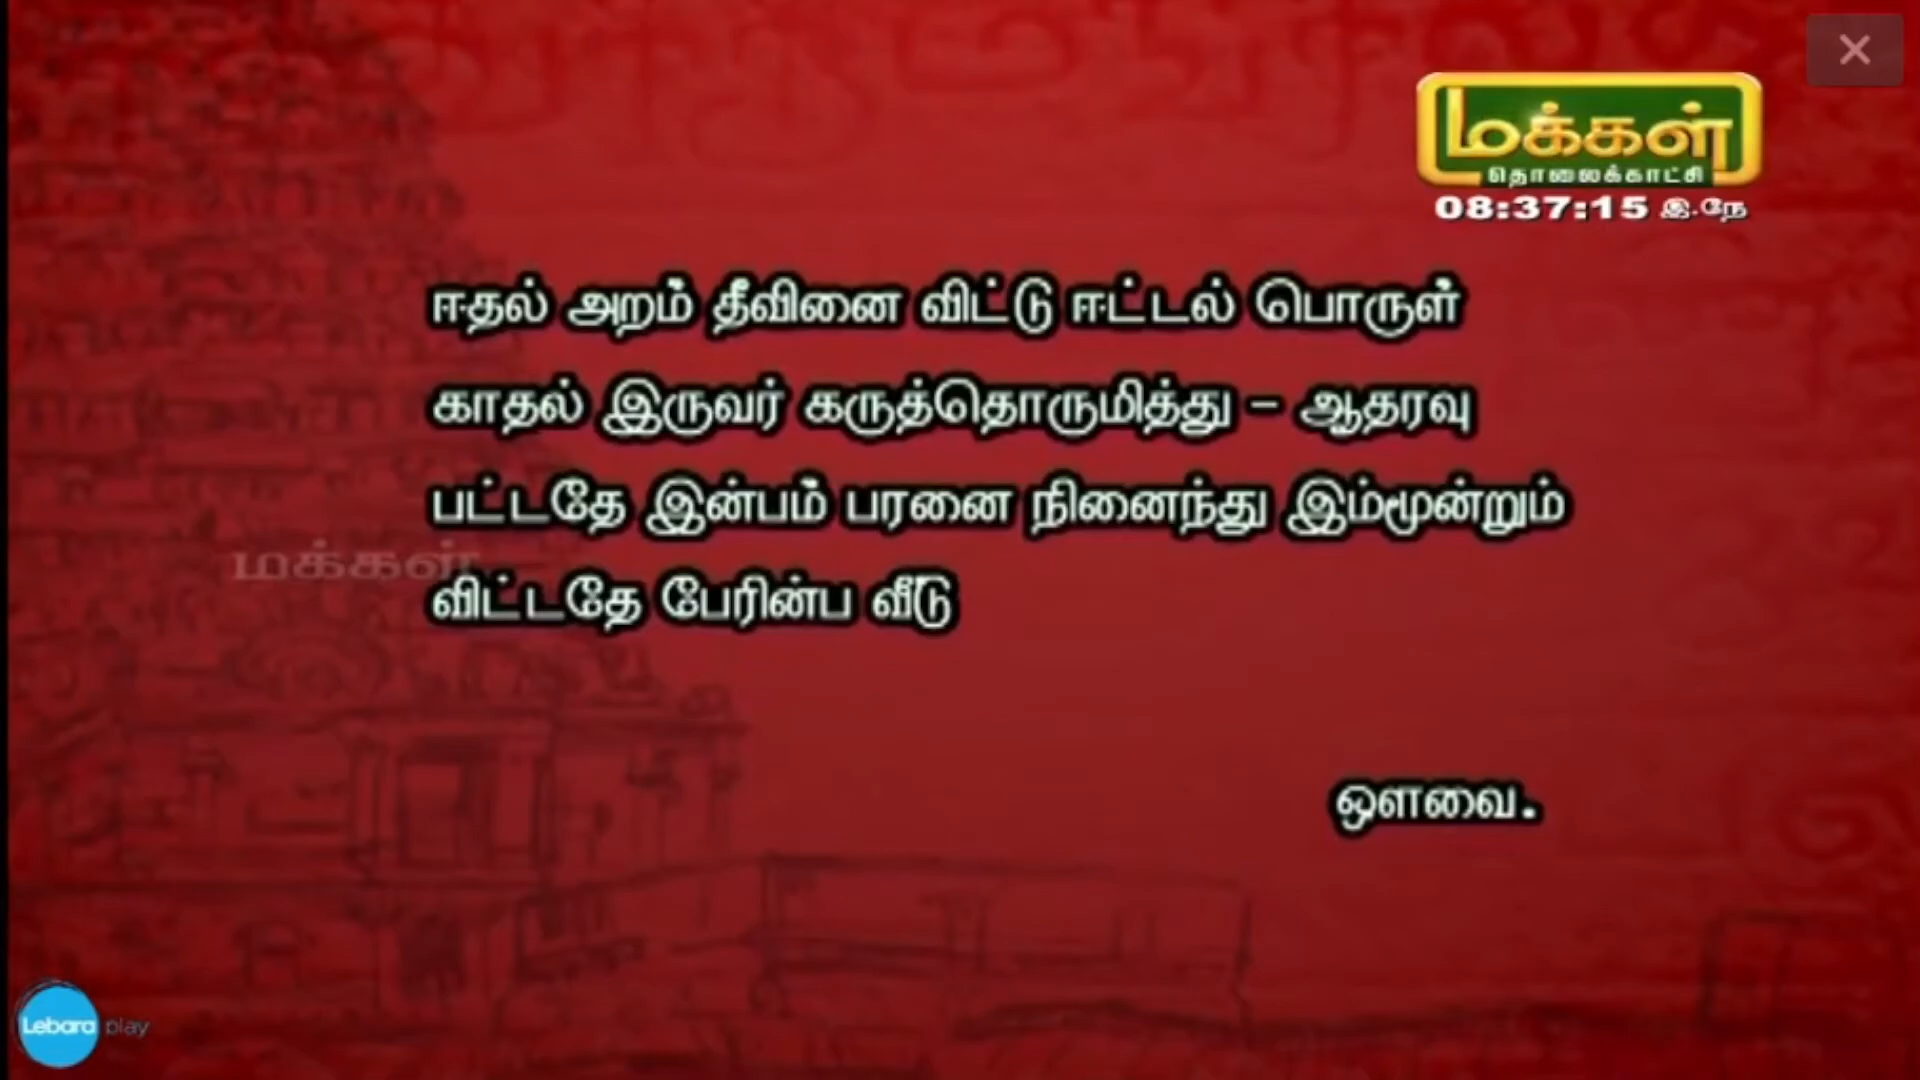 மக்கள்
தொலைக்காட்சி
08:37:15 இ.நே
ஈதல் அறம் தீவினை விட்டு ஈட்டல் பொருள்
காதல் இருவர் கருத்தொருமித்து - ஆதரவு
பட்டதே இன்பம் பரனை நினைந்து இம்மூன்றும்
மக்கள்
விட்டதே பேரின்ப வீடு
ஒளவை.
Lebara play